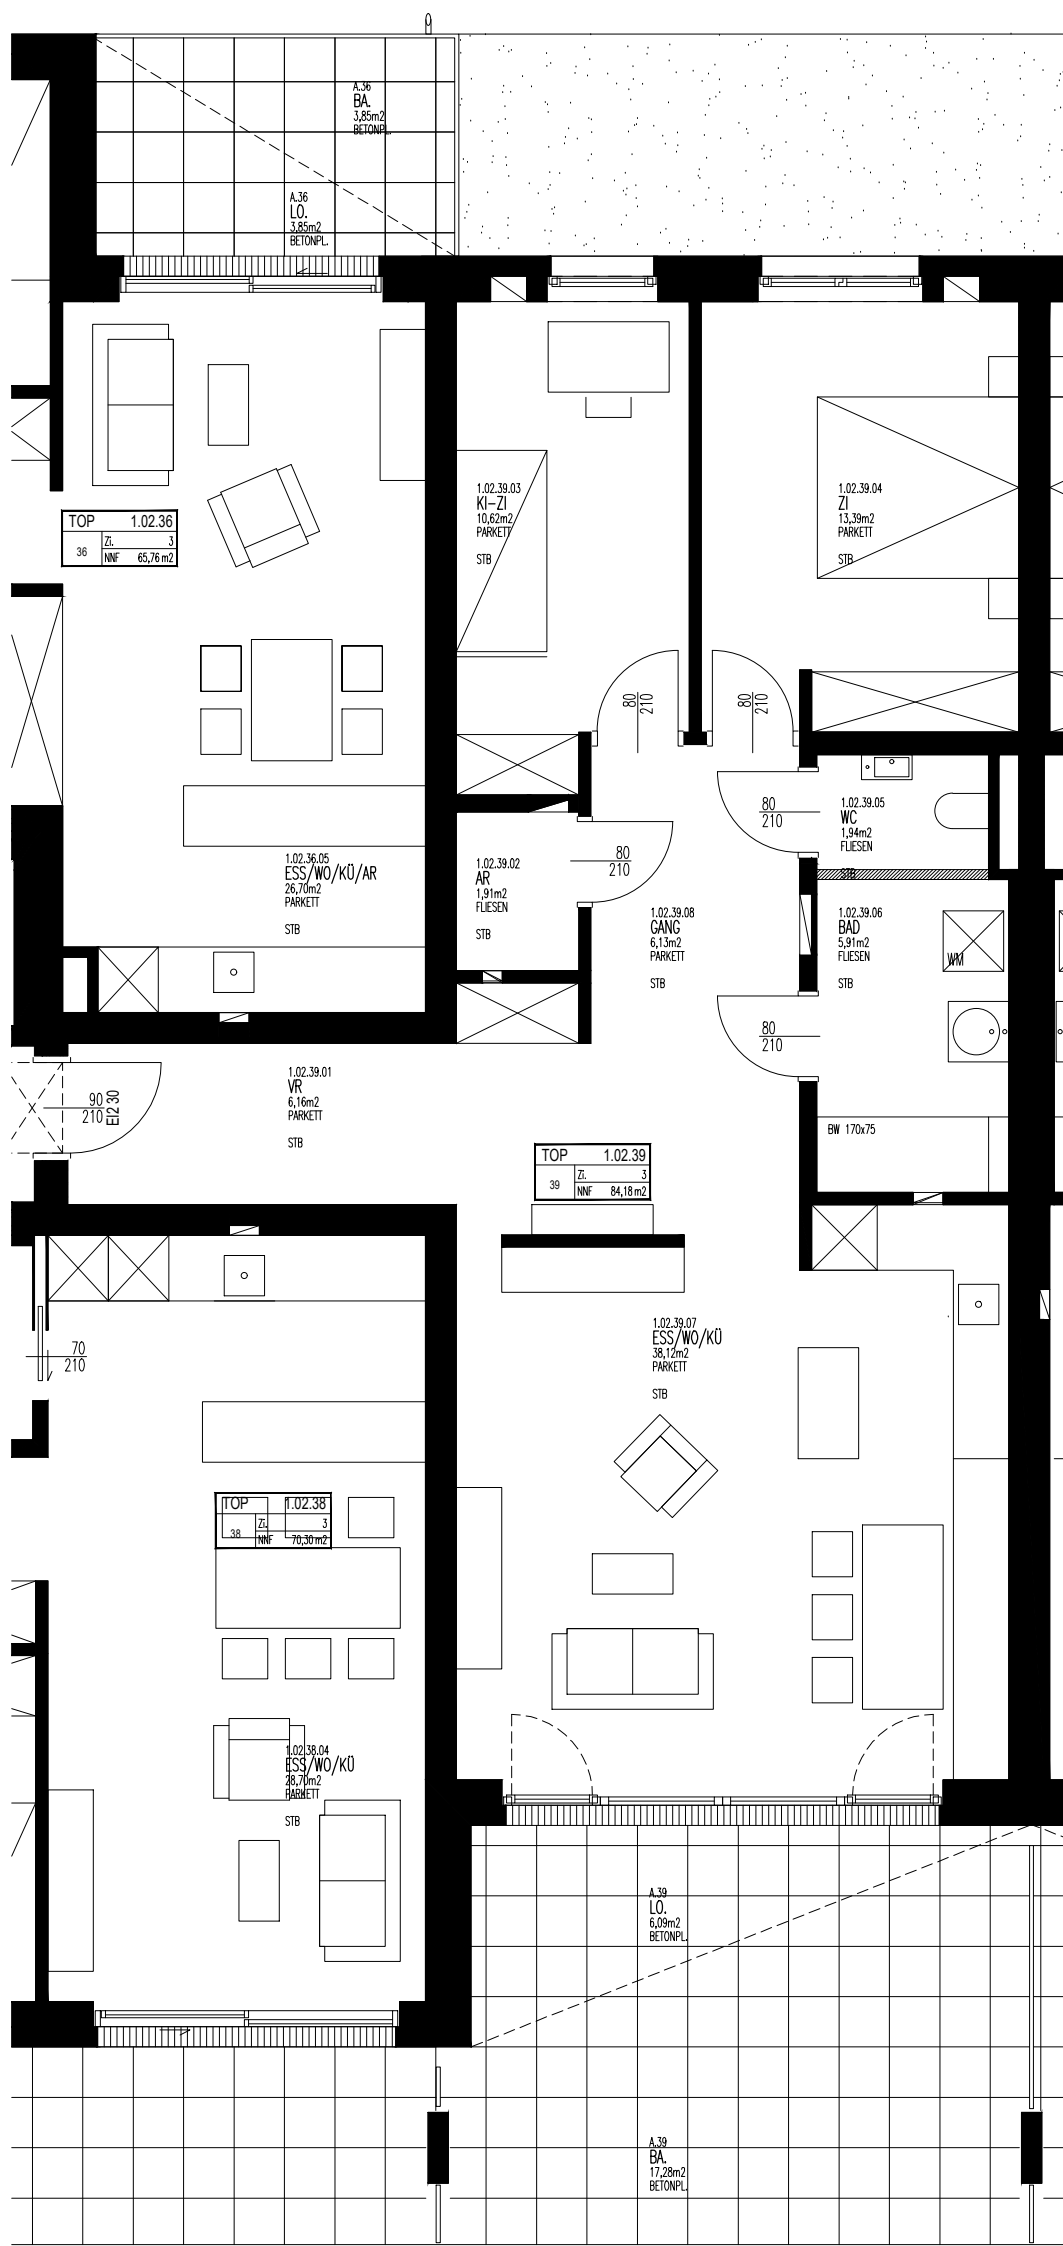 A.36
BA.
3,85m2
BETONPL.
A.36
LO.
3,85m2
BETONPL.
1.02.39.03
KI-ZI
10,62m2
PARKETT
STB
1.02.39.04
ZI
13,39m2
PARKETT
STB
TOP 1.02.36
36 Zi. 3
NNF 65,76 m2
80
210
80
210
80
210
1.02.39.05
WC
1,94m2
FLIESEN
STB
1.02.36.05
ESS/WO/KÜ/AR
26,70m2
PARKETT
STB
1.02.39.02
AR
1,91m2
FLIESEN
STB
80
210
1.02.39.08
GANG
6,13m2
PARKETT
STB
1.02.39.06
BAD
5,91m2
FLIESEN
STB
WM
80
210
1.02.39.01
VR
6,16m2
PARKETT
STB
90
210
EI2 30
BW 170x75
TOP 1.02.39
39 Zi. 3
NNF 84,18 m2
1.02.39.07
ESS/WO/KÜ
38,12m2
PARKETT
STB
70
210
TOP 1.02.38
38 Zi. 3
NNF 70,30 m2
1.02.38.04
ESS/WO/KÜ
28,70m2
PARKETT
STB
A.39
LO.
6,09m2
BETONPL.
A.39
BA.
17,28m2
BETONPL.